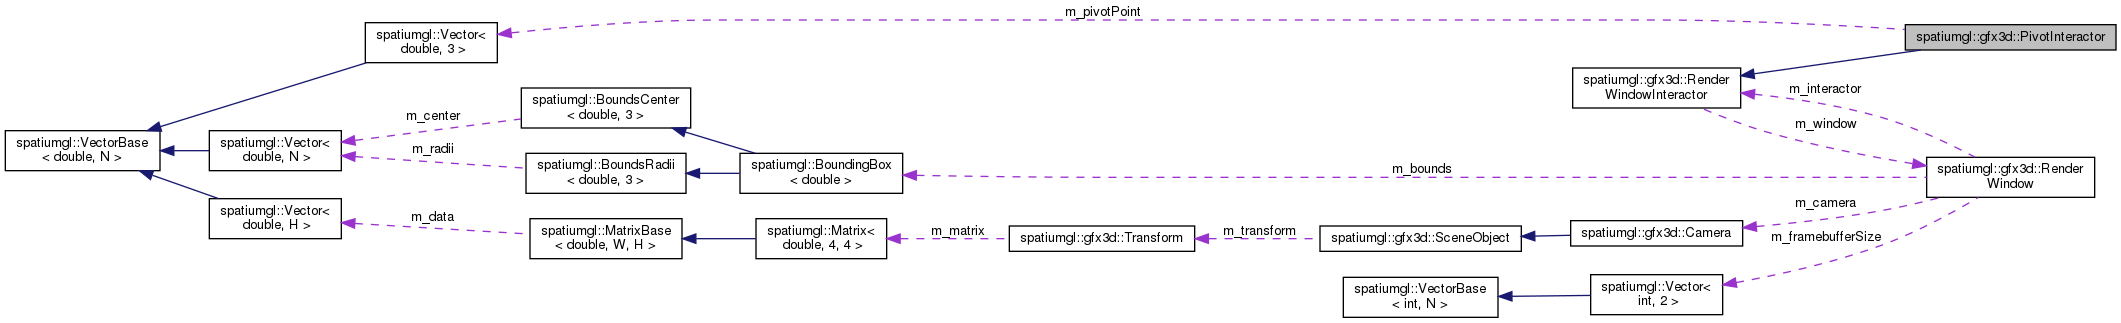 m_pivotPoint
spatiumgl::Vector<
double, 3 >
spatiumgl::gfx3d::PivotInteractor
spatiumgl::gfx3d::Render
WindowInteractor
m_interactor
spatiumgl::BoundsCenter
< double, 3 >
m_center
m_window
spatiumgl::VectorBase
< double, N >
spatiumgl::Vector<
double, N >
m_radii
spatiumgl::BoundsRadii
< double, 3 >
spatiumgl::BoundingBox
< double >
m_bounds
spatiumgl::gfx3d::Render
Window
spatiumgl::Vector<
double, H >
m_data
spatiumgl::MatrixBase
< double, W, H >
spatiumgl::Matrix<
double, 4, 4 >
m_matrix
spatiumgl::gfx3d::Transform
m_transform
spatiumgl::gfx3d::SceneObject
spatiumgl::gfx3d::Camera
m_camera
m_framebufferSize
spatiumgl::VectorBase
< int, N >
spatiumgl::Vector<
int, 2 >